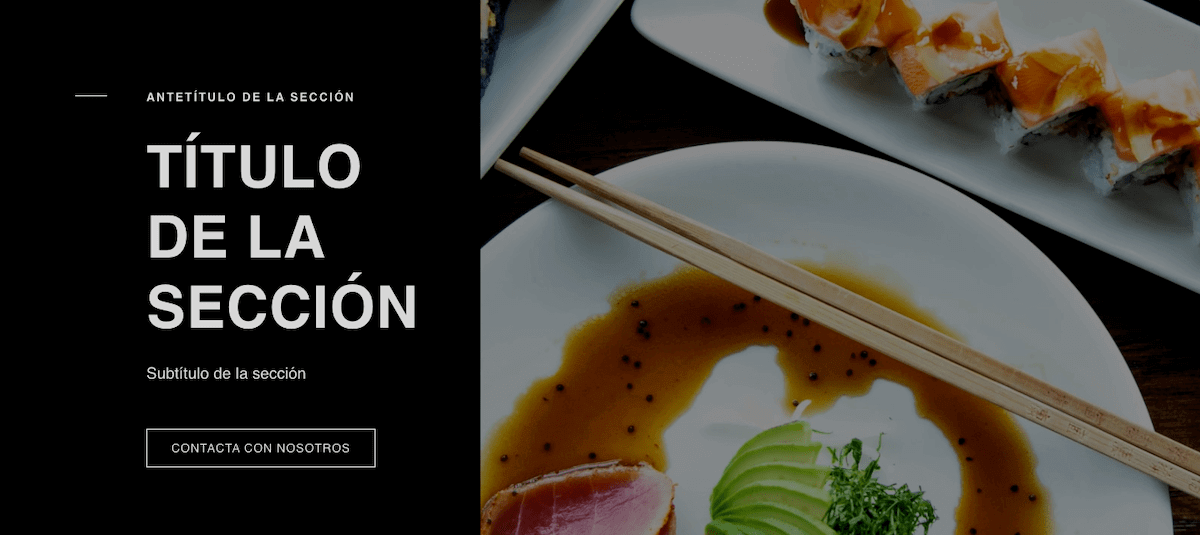 ANTETÍTULO DE LA SECCIÓN
TÍTULO
DE LA
SECCIÓN
Subtítulo de la sección
CONTACTA CON NOSOTROS